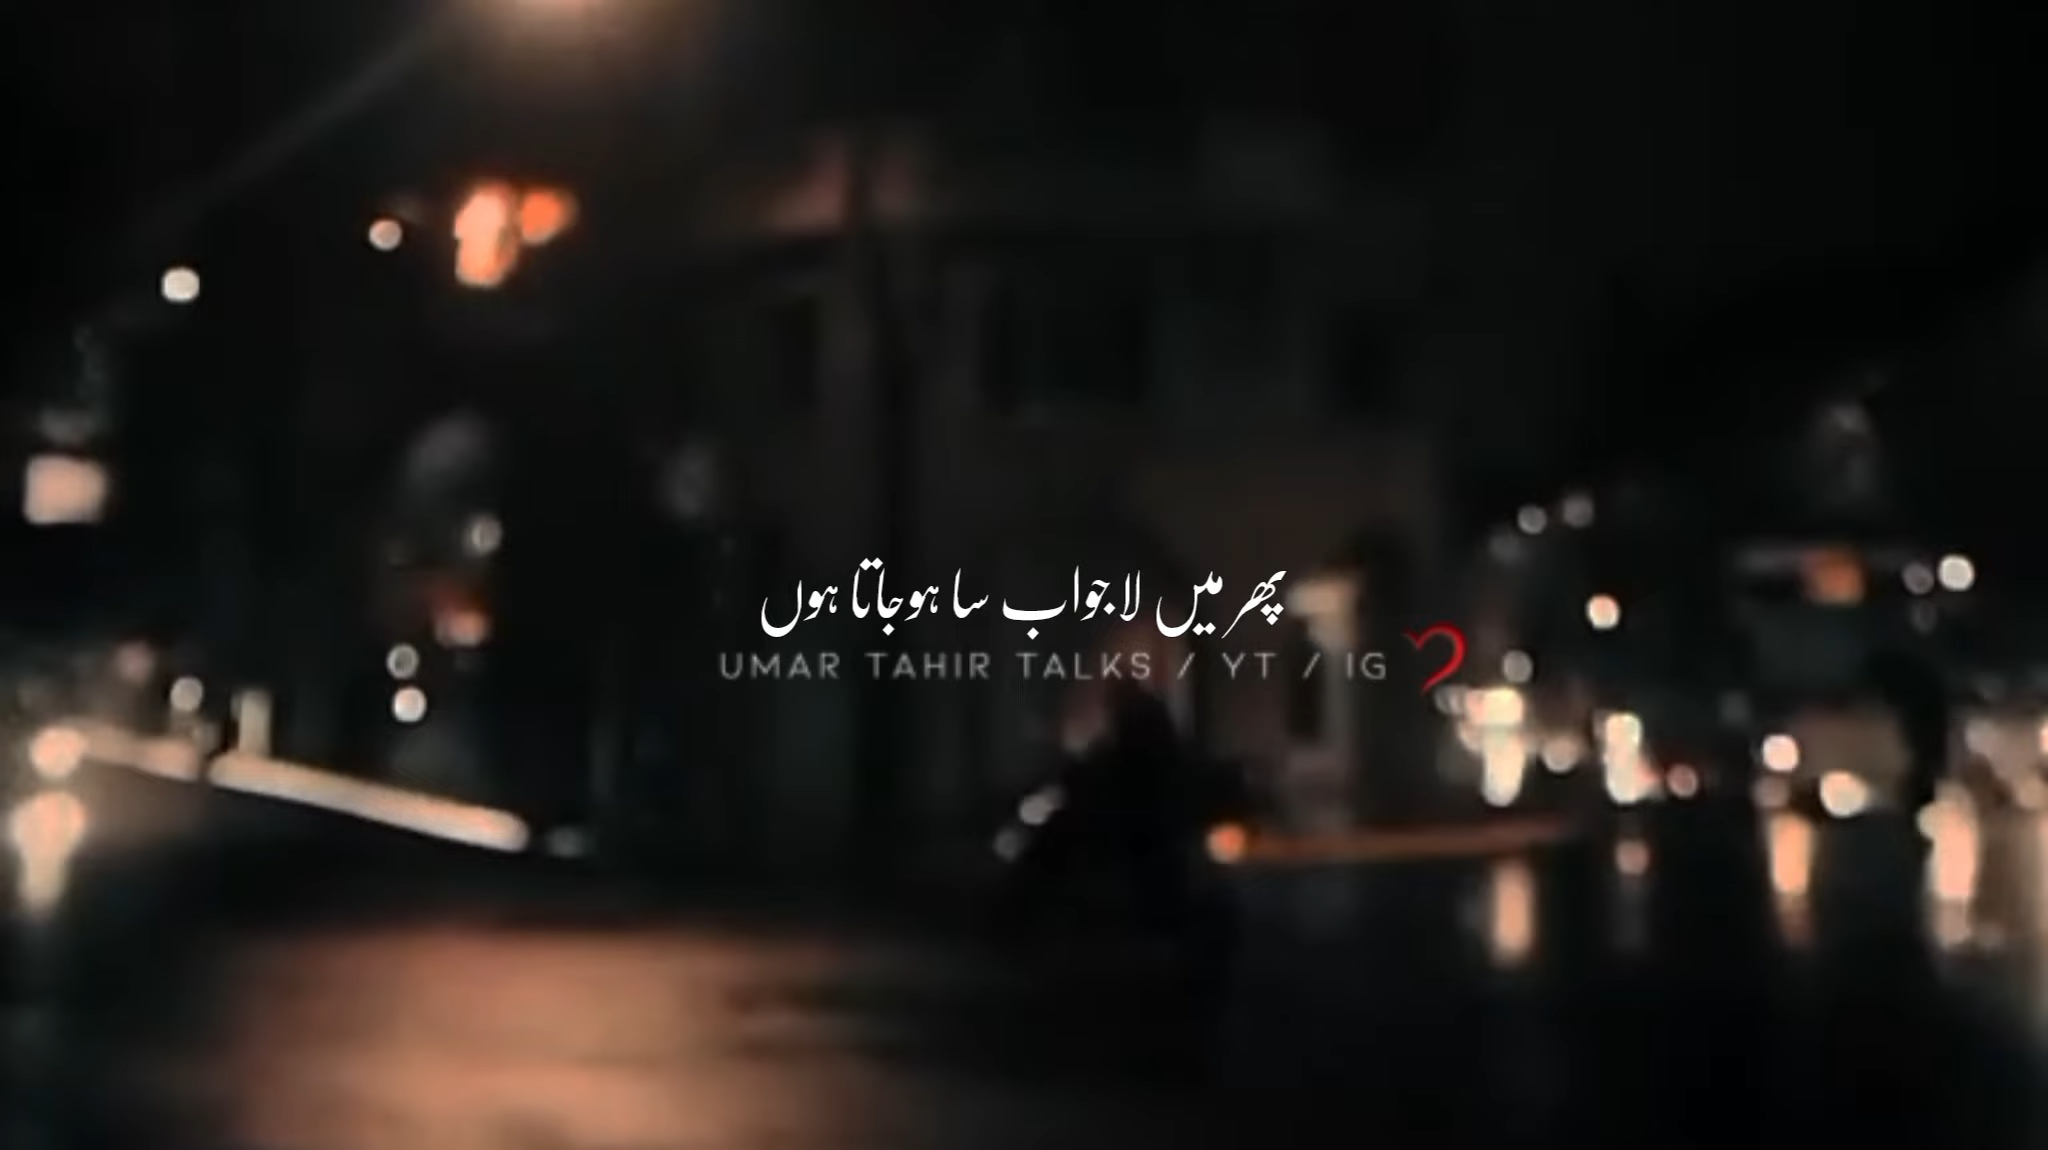 پھر میں لاجواب سا ہوجاتا ہوں
UMAR TAHIR TALKS / YT / IG